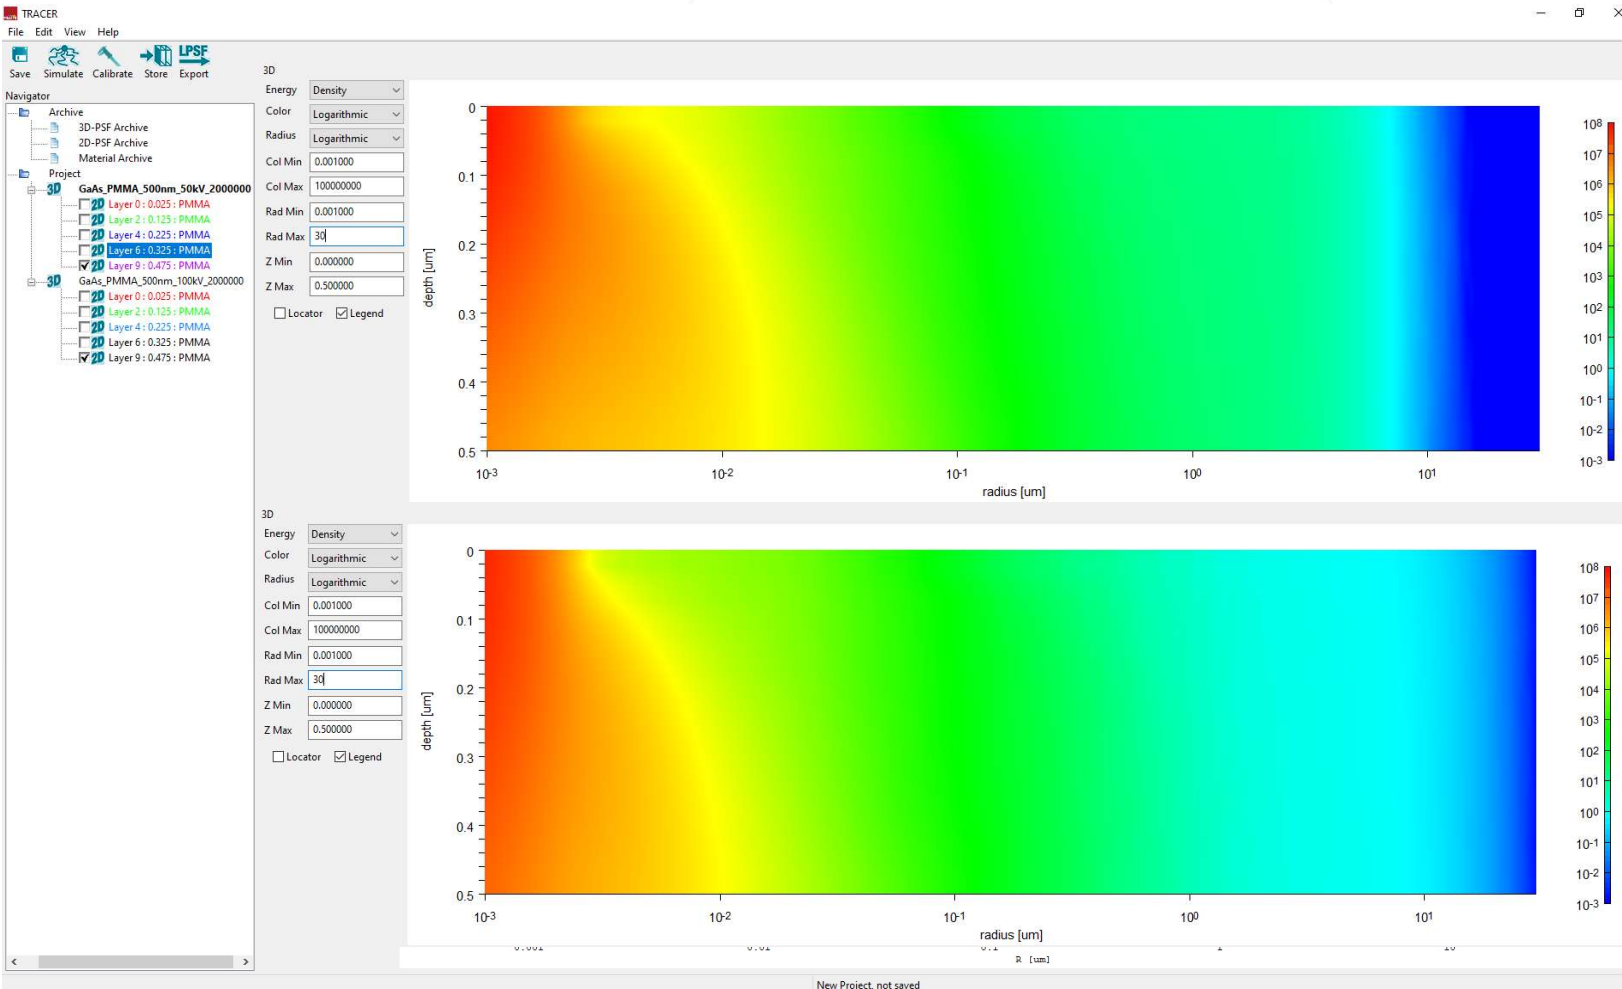 TRACER
File Edit View Help
LPSF
Save Simulate Calibrate Store Export
Navigator
Archive
3D-PSF Archive
2D-PSF Archive
Material Archive
Project
3D GaAs_PMMA_500nm_50kV_2000000
2D Layer 0 : 0.025 : PMMA
2D Layer 2 : 0.125 : PMMA
2D Layer 4 : 0.225 : PMMA
2D Layer 6 : 0.325 : PMMA
2D Layer 9 : 0.475 : PMMA
3D GaAs_PMMA_500nm_100kV_2000000
2D Layer 0 : 0.025 : PMMA
2D Layer 2 : 0.125 : PMMA
2D Layer 4 : 0.225 : PMMA
2D Layer 6 : 0.325 : PMMA
2D Layer 9 : 0.475 : PMMA
3D
Energy Density
Color Logarithmic
Radius Logarithmic
Col Min 0.001000
Col Max 100000000
Rad Min 0.001000
Rad Max 30
Z Min 0.000000
Z Max 0.500000
Locator Legend
depth [um]
0
0.1
0.2
0.3
0.4
0.5
10-3 10-2 10-1 100 101
radius [um]
108
107
106
105
104
103
102
101
100
10-1
10-2
10-3
3D
Energy Density
Color Logarithmic
Radius Logarithmic
Col Min 0.001000
Col Max 100000000
Rad Min 0.001000
Rad Max 30
Z Min 0.000000
Z Max 0.500000
Locator Legend
depth [um]
0
0.1
0.2
0.3
0.4
0.5
10-3 10-2 10-1 100 101
radius [um]
108
107
106
105
104
103
102
101
100
10-1
10-2
10-3
R [um]
New Project, not saved